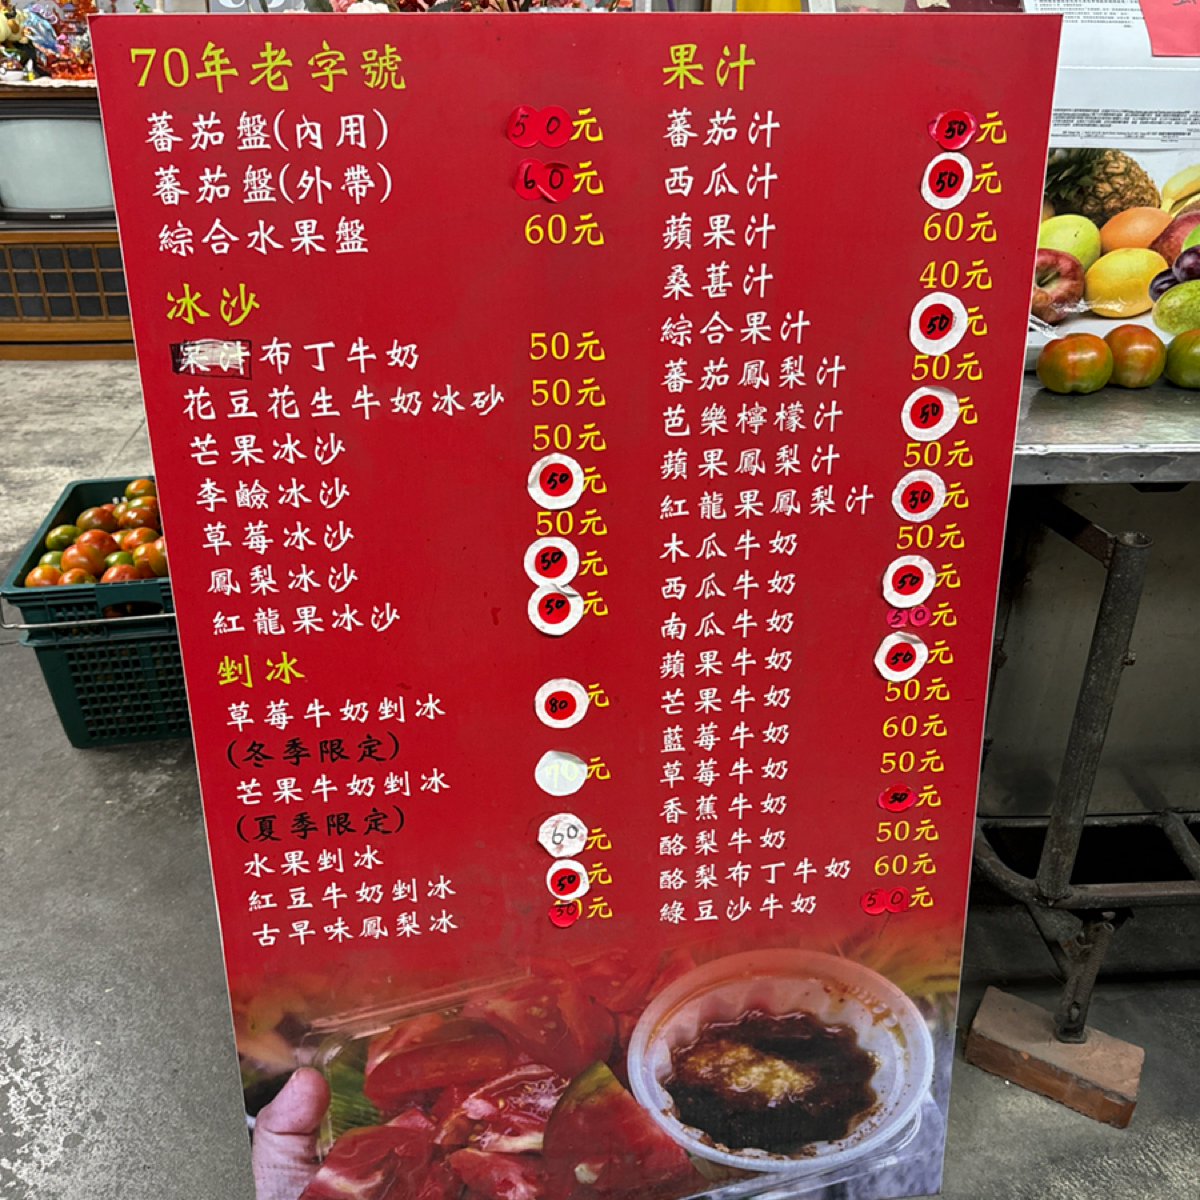 70年老字號
蕃茄盤(內用) 50元
蕃茄盤(外帶) 60元
綜合水果盤 60元
冰沙
果汁布丁牛奶 50元
花豆花生牛奶冰砂 50元
芒果冰沙 50元
李鹼冰沙 50元
草莓冰沙 50元
鳳梨冰沙 50元
紅龍果冰沙 50元
剉冰
草莓牛奶剉冰 80元
(冬季限定)
芒果牛奶剉冰 元
(夏季限定)
水果剉冰 60元
紅豆牛奶剉冰 50元
古早味鳳梨冰 50元
果汁
蕃茄汁 50元
西瓜汁 50元
蘋果汁 60元
桑甚汁 40元
綜合果汁 50元
蕃茄鳳梨汁 50元
芭樂檸檬汁 50元
蘋果鳳梨汁 50元
紅龍果鳳梨汁 50元
木瓜牛奶 50元
西瓜牛奶 50元
南瓜牛奶 50元
蘋果牛奶 50元
芒果牛奶 50元
藍莓牛奶 60元
草莓牛奶 50元
香蕉牛奶 50元
酪梨牛奶 50元
酪梨布丁牛奶 60元
綠豆沙牛奶 50元